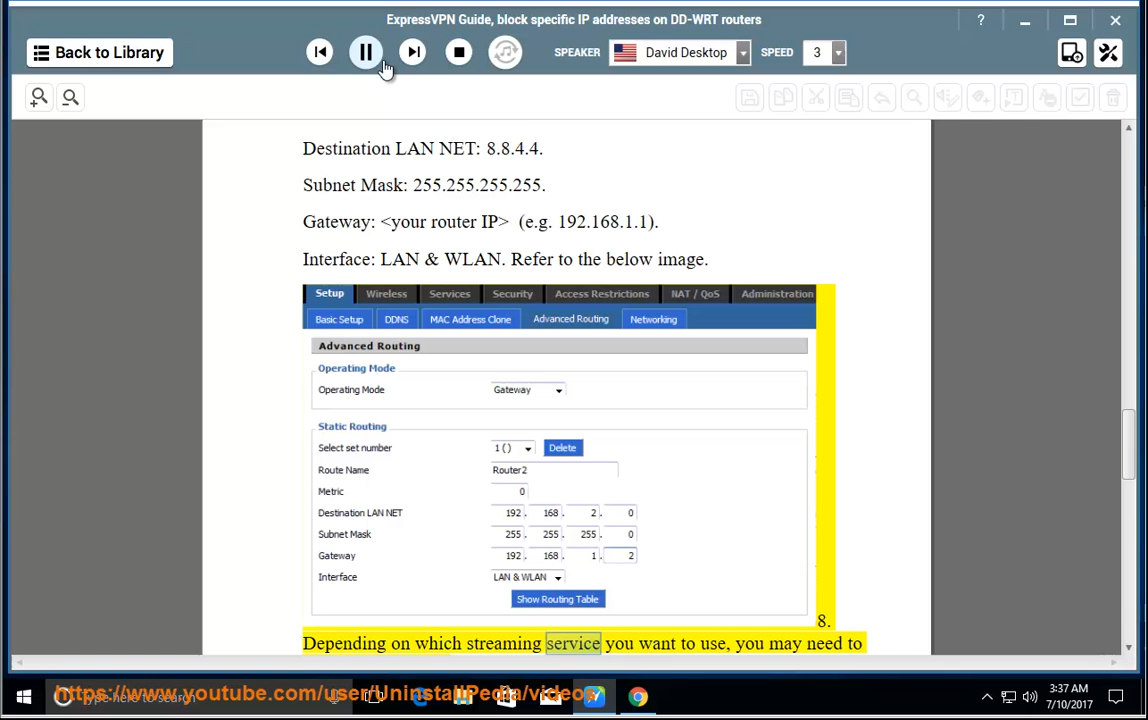 ExpressVPN Guide, block specific IP addresses on DD-WRT routers
Back to Library
SPEAKER David Desktop SPEED 3
Destination LAN NET: 8.8.4.4.
Subnet Mask: 255.255.255.255.
Gateway: <your router IP> (e.g. 192.168.1.1).
Interface: LAN & WLAN. Refer to the below image.
Setup Wireless Services Security Access Restrictions NAT / QoS Administration
Basic Setup DDNS MAC Address Clone Advanced Routing Networking
Advanced Routing
Operating Mode
Operating Mode Gateway
Static Routing
Select set number 1 ( ) Delete
Route Name Router2
Metric 0
Destination LAN NET 192. 168. 2. 0
Subnet Mask 255. 255. 255. 0
Gateway 192. 168. 1. 2
Interface LAN & WLAN
Show Routing Table
8.
Depending on which streaming service you want to use, you may need to
Type here to search
https://www.youtube.com/user/UninstallPedia/videos
3:37 AM
7/10/2017